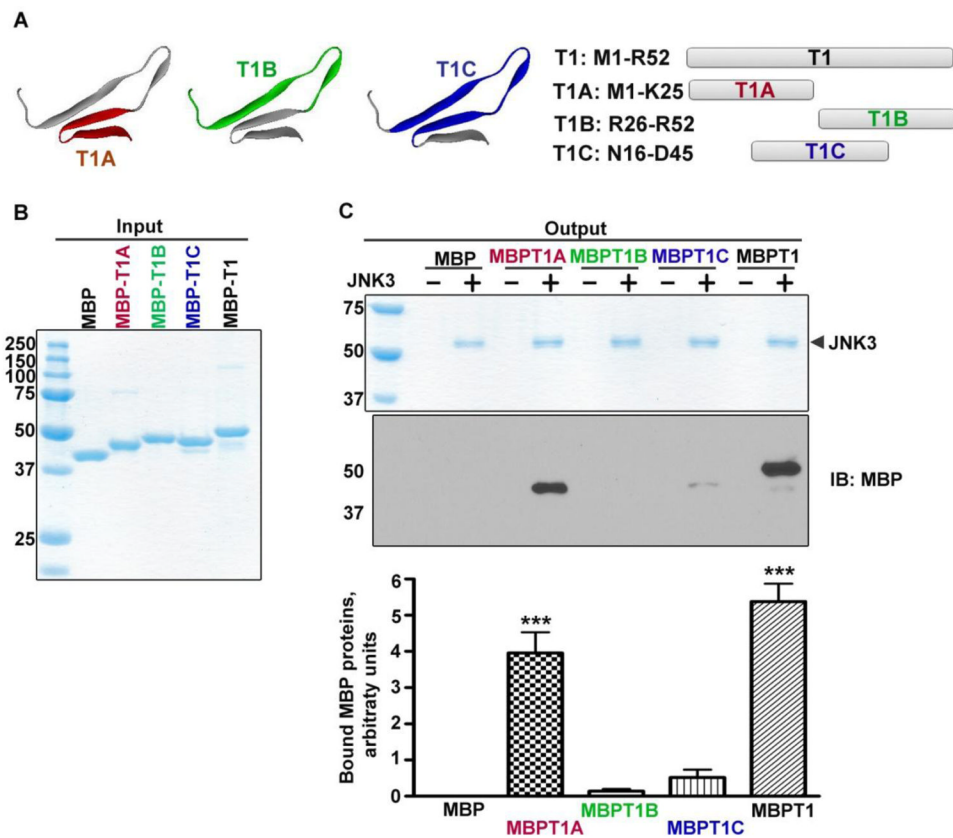 A
T1A
T1B
T1C
T1: M1-R52
T1
T1A: M1-K25
T1A
T1B: R26-R52
T1B
T1C: N16-D45
T1C
B
Input
MBP
MBP-T1A
MBP-T1B
MBP-T1C
MBP-T1
250
150
100
75
50
37
25
C
Output
MBP MBPT1A MBPT1B MBPT1C MBPT1
JNK3 – + – + – + – + – +
75
50
37
◄JNK3
50
37
IB: MBP
Bound MBP proteins,
arbitraty units
6
5
4
3
2
1
0
***
***
MBP
MBPT1A
MBPT1B
MBPT1C
MBPT1